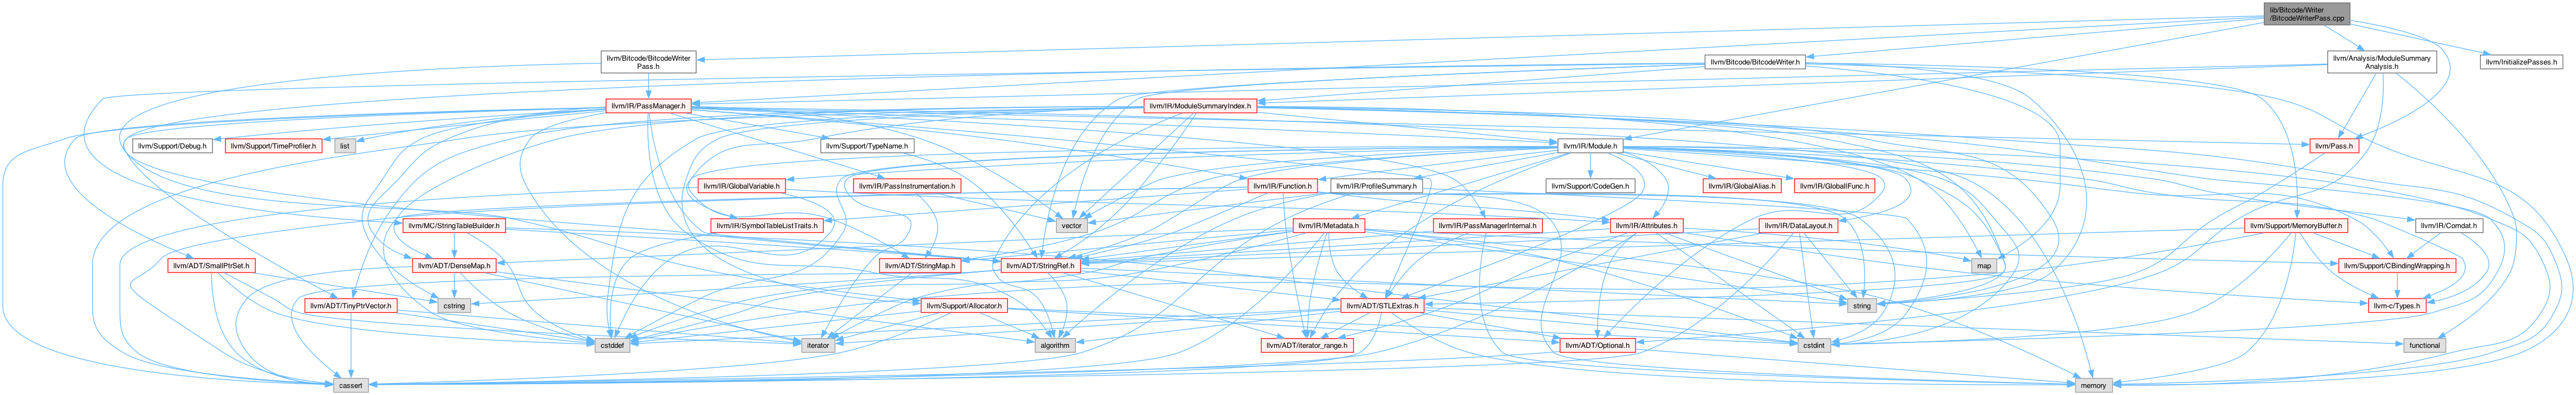 lib/Bitcode/Writer
/BitcodeWriterPass.cpp
llvm/Bitcode/BitcodeWriter
Pass.h
llvm/Bitcode/BitcodeWriter.h
llvm/Analysis/ModuleSummary
Analysis.h
llvm/InitializePasses.h
llvm/IR/PassManager.h
llvm/IR/ModuleSummaryIndex.h
llvm/Support/Debug.h
llvm/Support/TimeProfiler.h
list
llvm/Support/TypeName.h
llvm/IR/Module.h
llvm/Pass.h
llvm/IR/GlobalVariable.h
llvm/IR/PassInstrumentation.h
llvm/IR/Function.h
llvm/IR/ProfileSummary.h
llvm/Support/CodeGen.h
llvm/IR/GlobalAlias.h
llvm/IR/GlobalIFunc.h
llvm/MC/StringTableBuilder.h
llvm/IR/SymbolTableListTraits.h
vector
llvm/IR/Metadata.h
llvm/IR/PassManagerInternal.h
llvm/IR/Attributes.h
llvm/IR/DataLayout.h
llvm/Support/MemoryBuffer.h
llvm/IR/Comdat.h
llvm/ADT/SmallPtrSet.h
llvm/ADT/DenseMap.h
llvm/ADT/StringMap.h
llvm/ADT/StringRef.h
map
llvm/Support/CBindingWrapping.h
llvm/ADT/TinyPtrVector.h
cstring
llvm/Support/Allocator.h
llvm/ADT/STLExtras.h
string
llvm-c/Types.h
cstddef
iterator
algorithm
llvm/ADT/iterator_range.h
llvm/ADT/Optional.h
cstdint
functional
cassert
memory